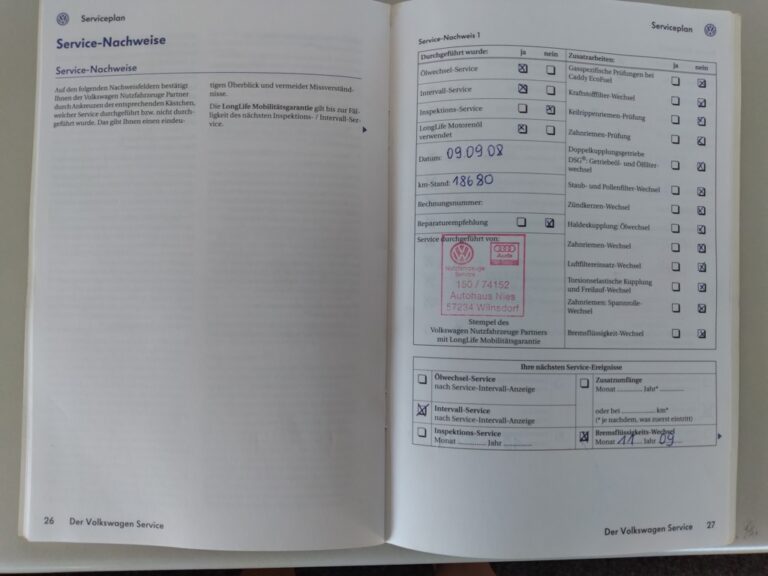 Serviceplan
Service-Nachweise
Service-Nachweise
Auf den folgenden Nachweisfeldern bestätigt
Ihnen der Volkswagen Nutzfahrzeuge Partner
durch Ankreuzen der entsprechenden Kästchen,
welcher Service durchgeführt bzw. nicht durch-
geführt wurde. Das gibt Ihnen einen eindeu-
tigen Überblick und vermeidet Missverständ-
nisse.
Die LongLife Mobilitätsgarantie gilt bis zur Fäl-
ligkeit des nächsten Inspektions- / Intervall-Ser-
vice.
26 Der Volkswagen Service
Serviceplan
Service-Nachweis 1
Durchgeführt wurde: ja nein
Ölwechsel-Service
Intervall-Service
Inspektions-Service
LongLife Motorenöl
verwendet
Datum: 09.09.08
km-Stand: 18680
Rechnungsnummer:
Reparaturempfehlung
Service durchgeführt von:
Nutzfahrzeuge
Service
Audi
150 / 74152
Autohaus Nies
57234 Wilnsdorf
Stempel des
Volkswagen Nutzfahrzeuge Partners
mit LongLife Mobilitätsgarantie
Zusatzarbeiten: ja nein
Gasspezifische Prüfungen bei
Caddy EcoFuel
Kraftstofffilter-Wechsel
Keilrippenriemen-Prüfung
Zahnriemen-Prüfung
Doppelkupplungsgetriebe
DSG®: Getriebeöl- und Ölfilter-
wechsel
Staub- und Pollenfilter-Wechsel
Zündkerzen-Wechsel
Haldexkupplung: Ölwechsel
Zahnriemen-Wechsel
Luftfiltereinsatz-Wechsel
Torsionselastische Kupplung
und Freilauf-Wechsel
Zahnriemen: Spannrolle-
Wechsel
Bremsflüssigkeit-Wechsel
Ihre nächsten Service-Ereignisse
Ölwechsel-Service
nach Service-Intervall-Anzeige
Intervall-Service
nach Service-Intervall-Anzeige
Inspektions-Service
Monat ............ Jahr ............
Zusatzumfänge
Monat ............ Jahr* ............
oder bei ............ km*
(* je nachdem, was zuerst eintritt)
Bremsflüssigkeits-Wechsel
Monat 11 Jahr 09
Der Volkswagen Service 27